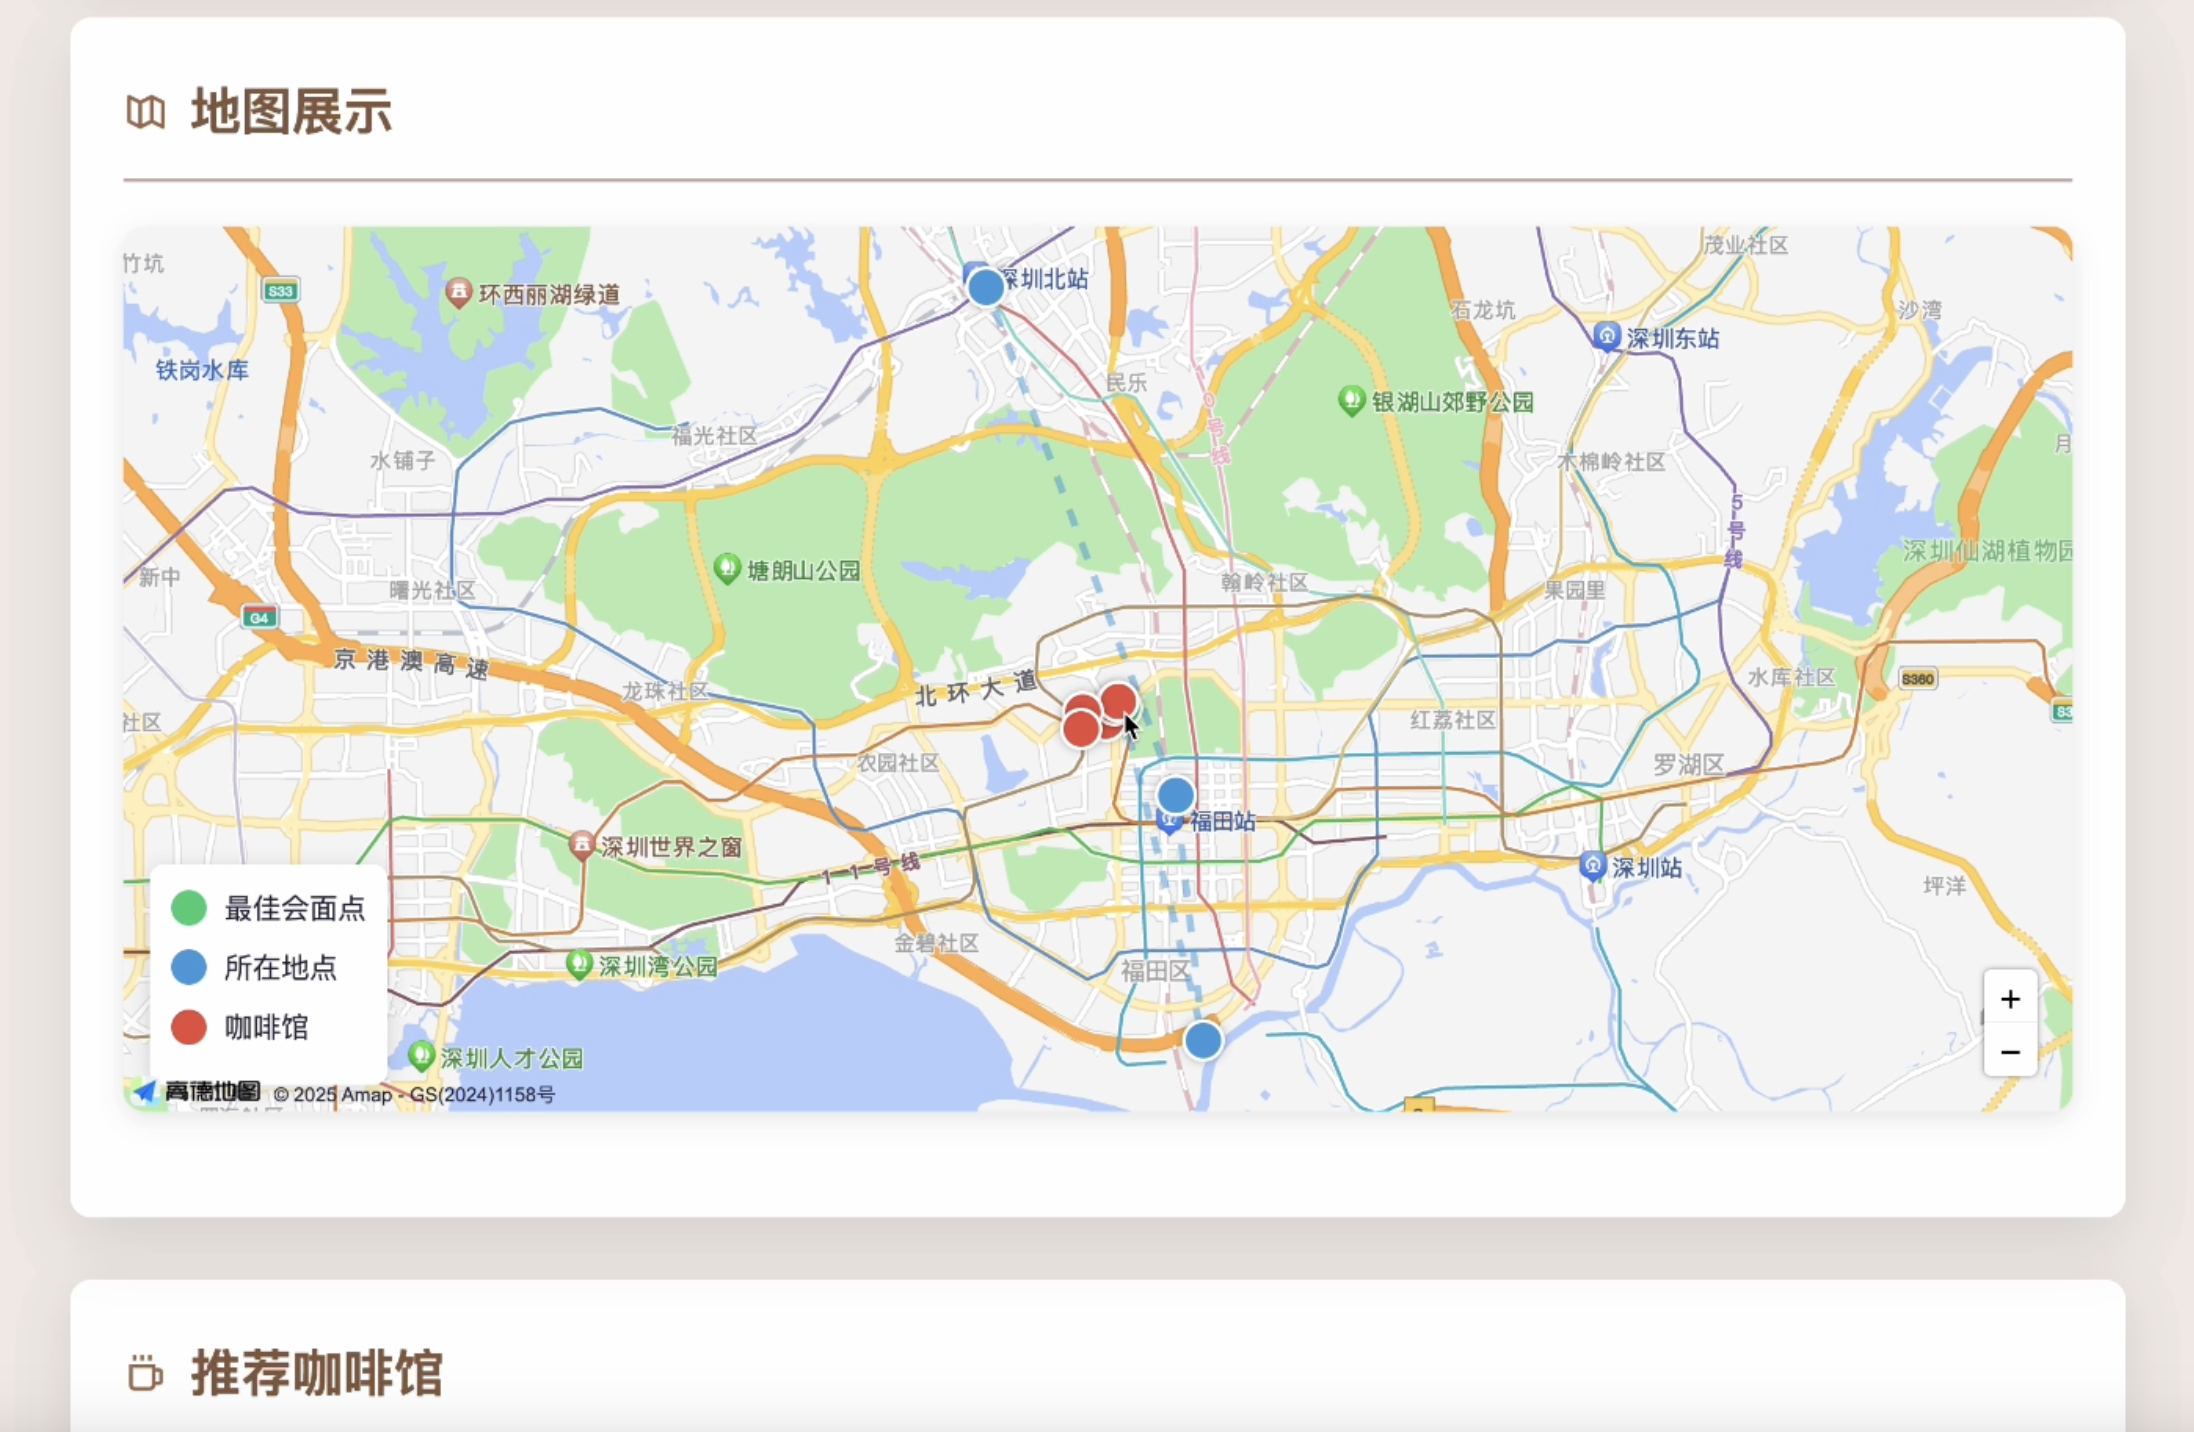 地图展示
茂业社区
竹坑
深圳北站
S33
环西丽湖绿道
石龙坑
沙湾
深圳东站
铁岗水库
民乐
银湖山郊野公园
0号线
福光社区
水铺子
木棉岭社区
月
5号线
深圳仙湖植物园
塘朗山公园
新中
曙光社区
翰岭社区
果园里
G4
京港澳高速
北环大道
龙珠社区
水库社区
S360
社区
红荔社区
S3
农园社区
罗湖区
福田站
深圳世界之窗
11号线
深圳站
坪洋
最佳会面点
金碧社区
所在地点
深圳湾公园
福田区
咖啡馆
+
−
深圳人才公园
高德地图 © 2025 Amap - GS(2024)1158号
推荐咖啡馆